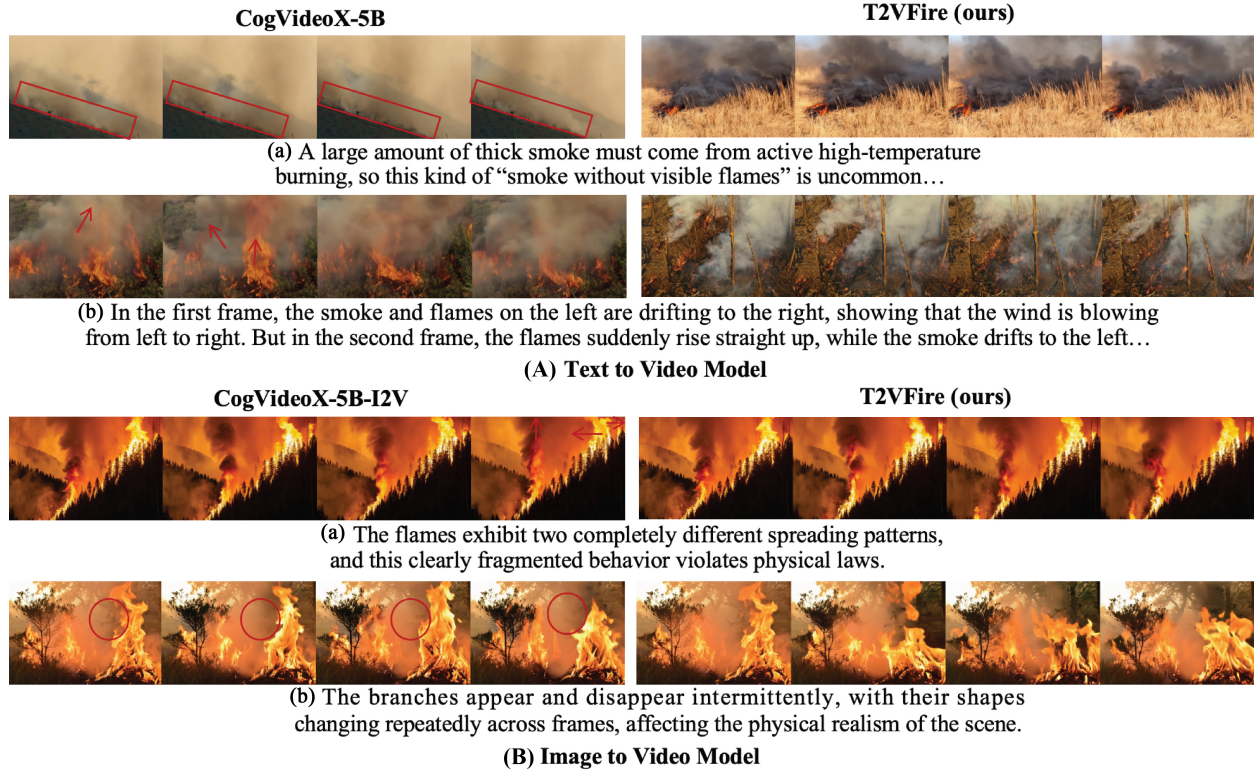 CogVideoX-5B
T2VFire (ours)
(a) A large amount of thick smoke must come from active high-temperature
burning, so this kind of “smoke without visible flames” is uncommon…
(b) In the first frame, the smoke and flames on the left are drifting to the right, showing that the wind is blowing
from left to right. But in the second frame, the flames suddenly rise straight up, while the smoke drifts to the left…
(A) Text to Video Model
CogVideoX-5B-I2V
T2VFire (ours)
(a) The flames exhibit two completely different spreading patterns,
and this clearly fragmented behavior violates physical laws.
(b) The branches appear and disappear intermittently, with their shapes
changing repeatedly across frames, affecting the physical realism of the scene.
(B) Image to Video Model